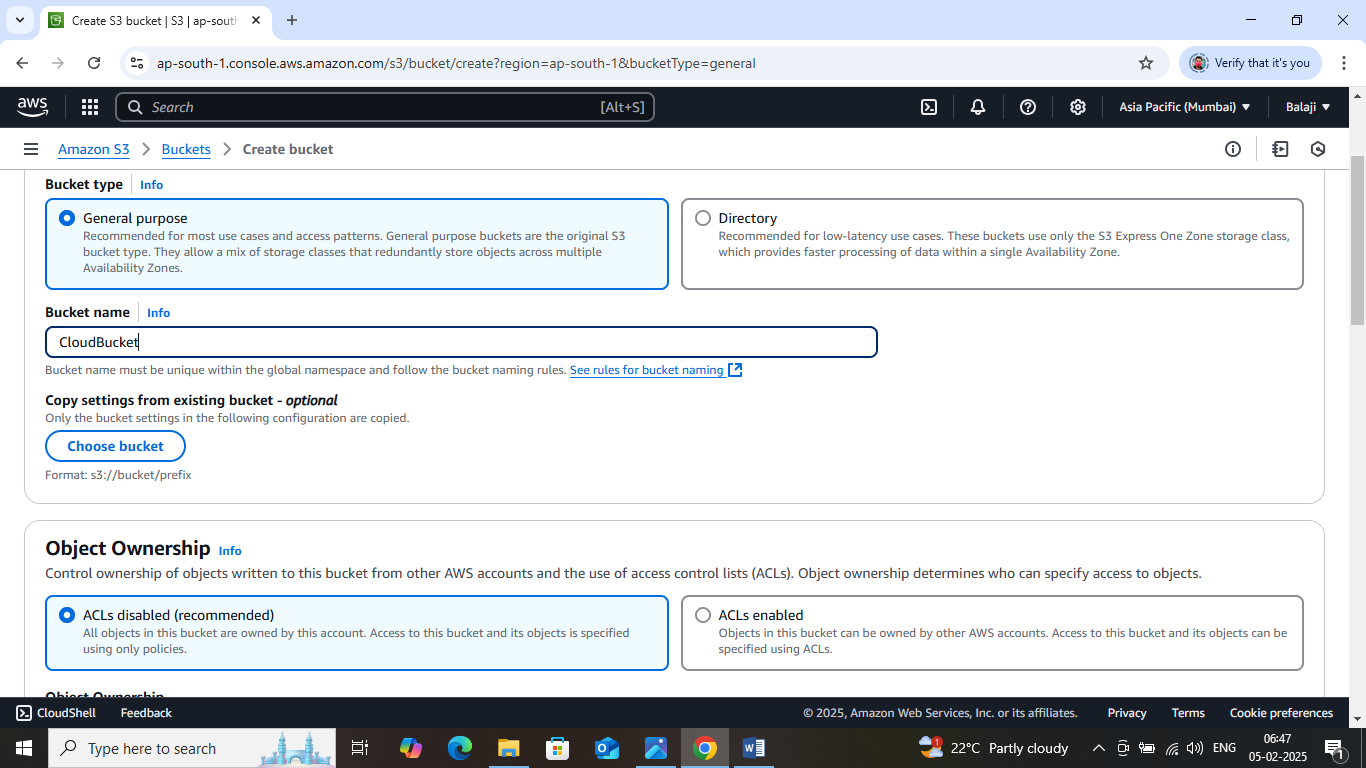 Create S3 bucket | S3 | ap-south
ap-south-1.console.aws.amazon.com/s3/bucket/create?region=ap-south-1&bucketType=general
Verify that it's you
aws
Search
[Alt+S]
Asia Pacific (Mumbai)
Balaji
Amazon S3
Buckets
Create bucket
Bucket type
Info
General purpose
Recommended for most use cases and access patterns. General purpose buckets are the original S3
bucket type. They allow a mix of storage classes that redundantly store objects across multiple
Availability Zones.
Directory
Recommended for low-latency use cases. These buckets use only the S3 Express One Zone storage class,
which provides faster processing of data within a single Availability Zone.
Bucket name
Info
CloudBucket
Bucket name must be unique within the global namespace and follow the bucket naming rules. See rules for bucket naming
Copy settings from existing bucket - optional
Only the bucket settings in the following configuration are copied.
Choose bucket
Format: s3://bucket/prefix
Object Ownership
Info
Control ownership of objects written to this bucket from other AWS accounts and the use of access control lists (ACLs). Object ownership determines who can specify access to objects.
ACLs disabled (recommended)
All objects in this bucket are owned by this account. Access to this bucket and its objects is specified
using only policies.
ACLs enabled
Objects in this bucket can be owned by other AWS accounts. Access to this bucket and its objects can be
specified using ACLs.
Object Ownership
CloudShell
Feedback
© 2025, Amazon Web Services, Inc. or its affiliates.
Privacy
Terms
Cookie preferences
Type here to search
22°C Partly cloudy
ENG
06:47
05-02-2025
1